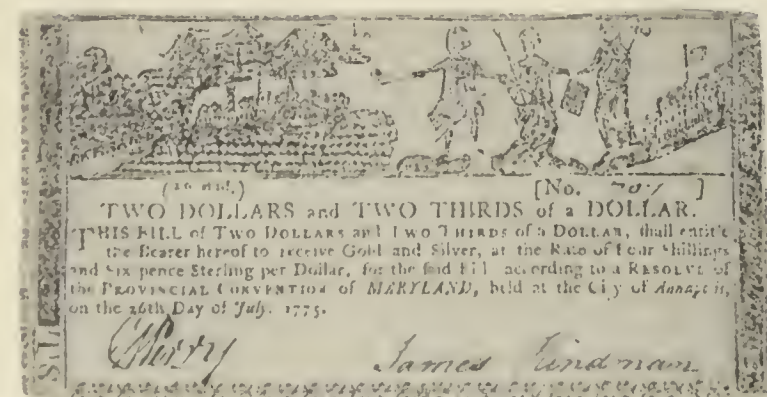 [No. ]
TWO DOLLARS and TWO THIRDS of a DOLLAR.
THIS BILL of TWO DOLLARS and TWO THIRDS of a DOLLAR, shall entitle
the Bearer hereof to receive Gold and Silver, at the Rate of Four Shillings
and Six pence Sterling per Dollar, for the said Bill according to a RESOLVE of
the PROVINCIAL CONVENTION of MERYLAND, held at the City of Annapolis,
on the 26th Day of July. 1775.
James